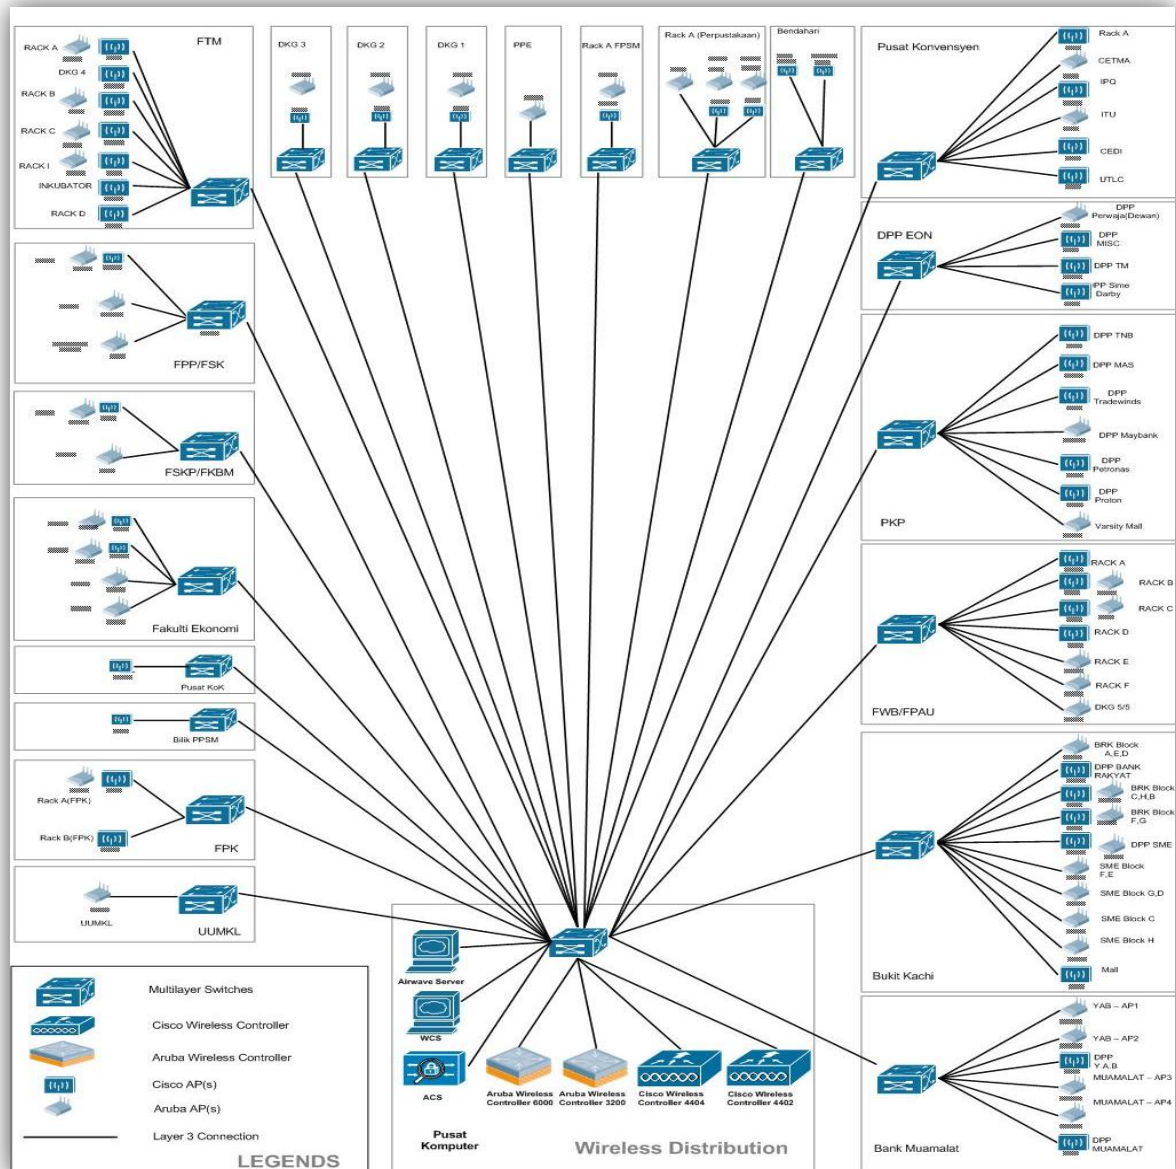 FTM
RACK A
DKG 4
RACK B
RACK C
RACK I
INKUBATOR
RACK D
DKG 3
DKG 2
DKG 1
PPE
Rack A FPSM
Rack A (Perpustakaan)
Bendahari
Pusat Konvensyen
Rack A
CETMA
IPQ
ITU
CEDI
UTLC
DPP EON
DPP
Perwaja(Dewan)
DPP
MISC
DPP TM
PP Sime
Darby
FPP/FSK
PKP
DPP TNB
DPP MAS
DPP
Tradewinds
DPP Maybank
DPP
Petronas
DPP
Proton
Varsity Mall
FSKP/FKBM
Fakulti Ekonomi
FWB/FPAU
RACK A
RACK B
RACK C
RACK D
RACK E
RACK F
DKG 5/5
Pusat KoK
Bilik PPSM
Rack A(FPK)
Rack B(FPK)
FPK
UUMKL
UUMKL
Bukit Kachi
BRK Block
A,E,D
DPP BANK
RAKYAT
BRK Block
C,H,B
BRK Block
F,G
DPP SME
SME Block
F,E
SME Block G,D
SME Block C
SME Block H
Mall
Bank Muamalat
YAB – AP1
YAB – AP2
DPP
Y.A.B
MUAMALAT – AP3
MUAMALAT – AP4
DPP
MUAMALAT
Airwave Server
WCS
ACS
Aruba Wireless
Controller 6000
Aruba Wireless
Controller 3200
Cisco Wireless
Controller 4404
Cisco Wireless
Controller 4402
Pusat
Komputer
Wireless Distribution
Multilayer Switches
Cisco Wireless Controller
Aruba Wireless Controller
Cisco AP(s)
Aruba AP(s)
Layer 3 Connection
LEGENDS